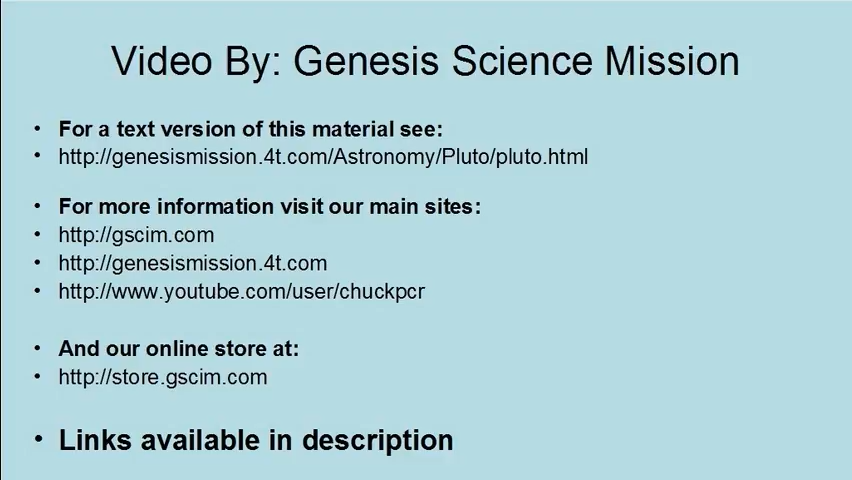 Video By: Genesis Science Mission
• For a text version of this material see:
• http://genesismission.4t.com/Astronomy/Pluto/pluto.html
• For more information visit our main sites:
• http://gscim.com
• http://genesismission.4t.com
• http://www.youtube.com/user/chuckpcr
• And our online store at:
• http://store.gscim.com
• Links available in description